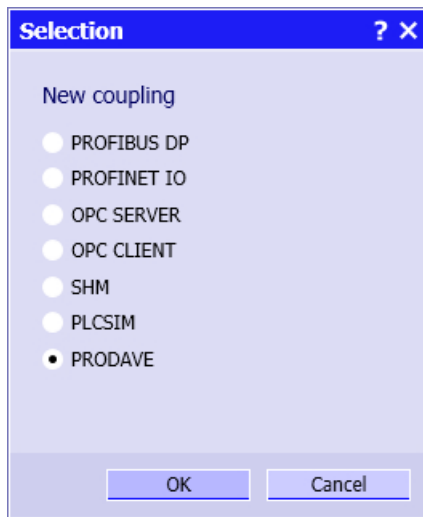 Selection ? ×
New coupling
PROFIBUS DP
PROFINET IO
OPC SERVER
OPC CLIENT
SHM
PLCSIM
PRODAVE
OK Cancel